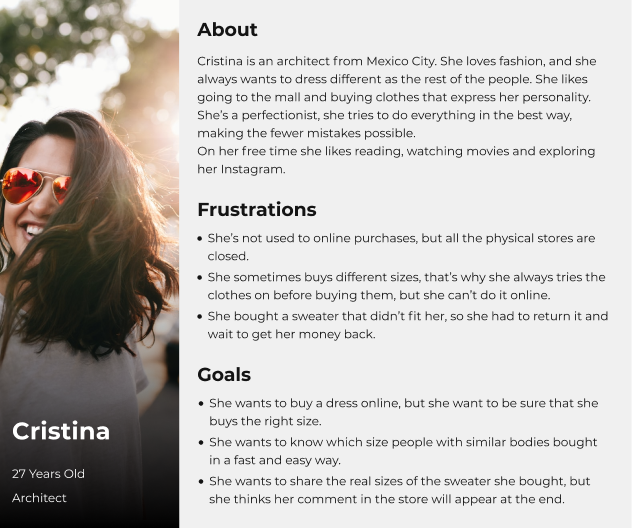 About
Cristina is an architect from Mexico City. She loves fashion, and she
always wants to dress different as the rest of the people. She likes
going to the mall and buying clothes that express her personality.
She's a perfectionist, she tries to do everything in the best way,
making the fewer mistakes possible.
On her free time she likes reading, watching movies and exploring
her Instagram.
Frustrations
• She's not used to online purchases, but all the physical stores are
closed.
• She sometimes buys different sizes, that's why she always tries the
clothes on before buying them, but she can't do it online.
• She bought a sweater that didn't fit her, so she had to return it and
wait to get her money back.
Goals
• She wants to buy a dress online, but she want to be sure that she
buys the right size.
• She wants to know which size people with similar bodies bought
in a fast and easy way.
• She wants to share the real sizes of the sweater she bought, but
she thinks her comment in the store will appear at the end.
Cristina
27 Years Old
Architect